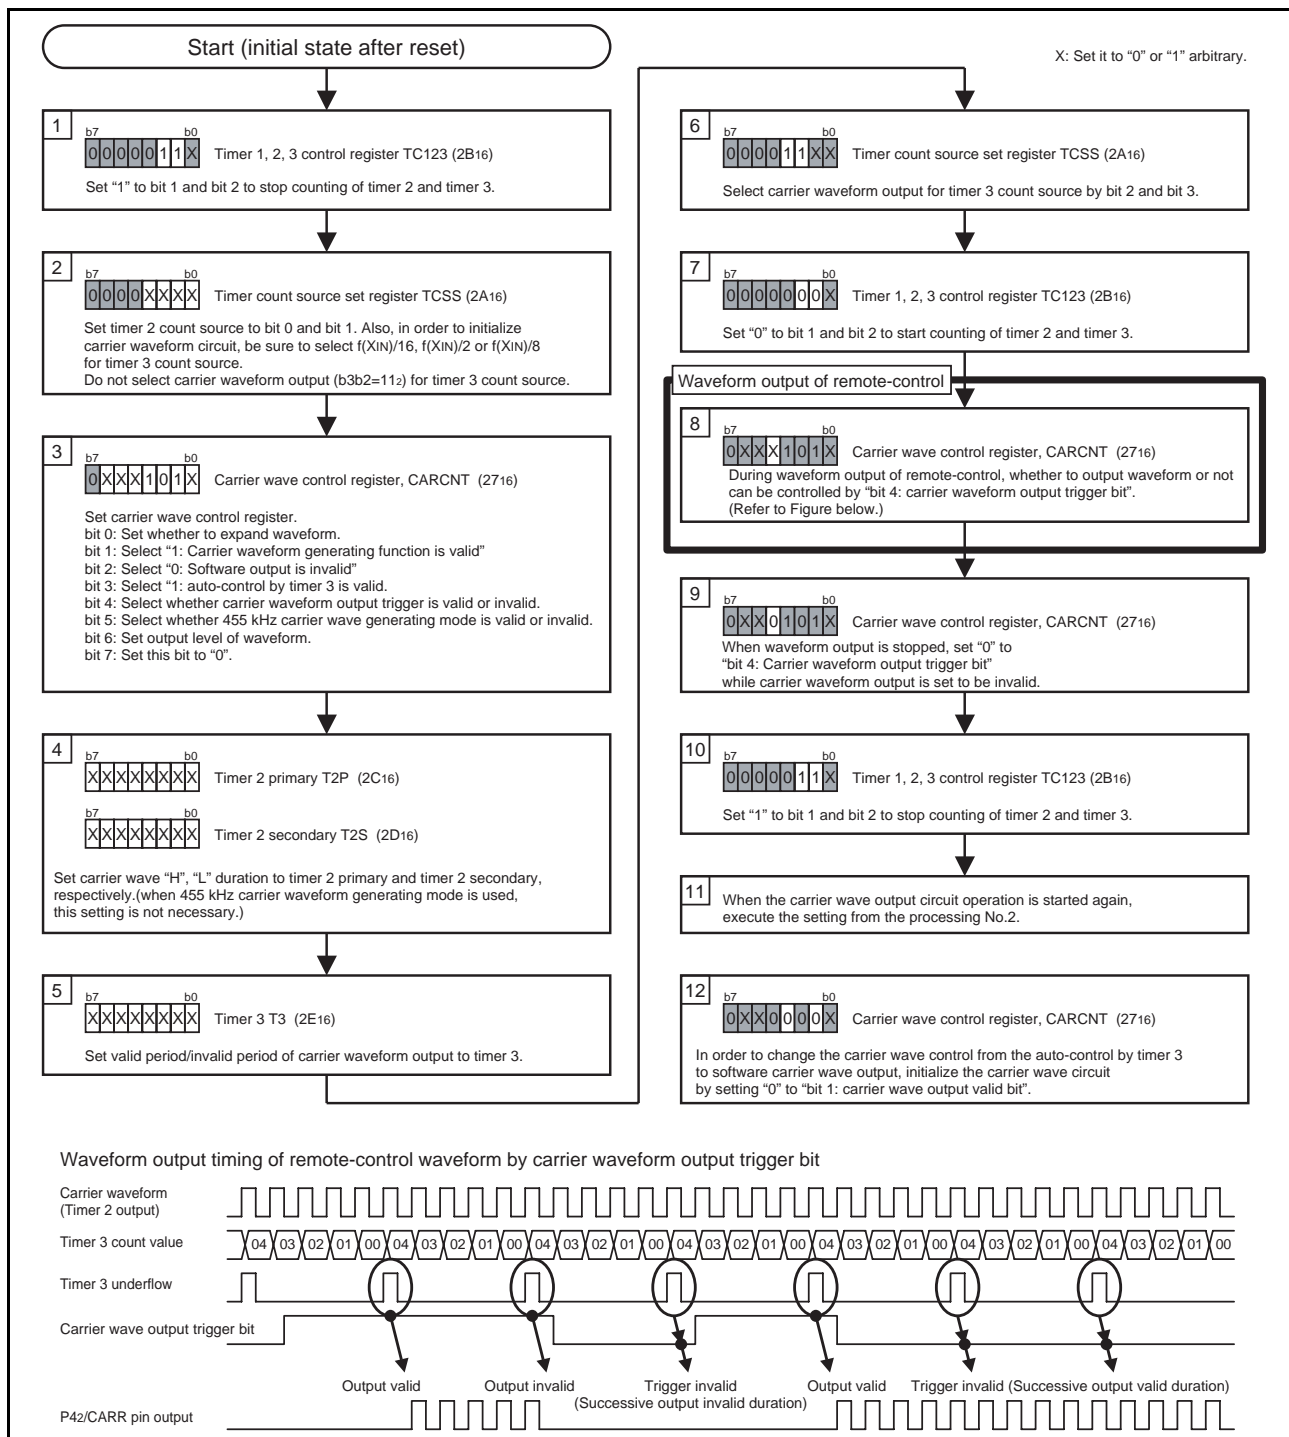 Start (initial state after reset)
X: Set it to “0” or “1” arbitrary.
1
b7 b0
0 0 0 0 0 1 1 X Timer 1, 2, 3 control register TC123 (2B16)
Set “1” to bit 1 and bit 2 to stop counting of timer 2 and timer 3.
2
b7 b0
0 0 0 0 X X X X Timer count source set register TCSS (2A16)
Set timer 2 count source to bit 0 and bit 1. Also, in order to initialize
carrier waveform circuit, be sure to select f(XIN)/16, f(XIN)/2 or f(XIN)/8
for timer 3 count source.
Do not select carrier waveform output (b3b2=112) for timer 3 count source.
3
b7 b0
0 X X X 1 0 1 X Carrier wave control register, CARCNT (2716)
Set carrier wave control register.
bit 0: Set whether to expand waveform.
bit 1: Select “1: Carrier waveform generating function is valid”
bit 2: Select “0: Software output is invalid”
bit 3: Select “1: auto-control by timer 3 is valid.
bit 4: Select whether carrier waveform output trigger is valid or invalid.
bit 5: Select whether 455 kHz carrier wave generating mode is valid or invalid.
bit 6: Set output level of waveform.
bit 7: Set this bit to “0”.
4
b7 b0
X X X X X X X X Timer 2 primary T2P (2C16)
b7 b0
X X X X X X X X Timer 2 secondary T2S (2D16)
Set carrier wave “H”, “L” duration to timer 2 primary and timer 2 secondary,
respectively.(when 455 kHz carrier waveform generating mode is used,
this setting is not necessary.)
5
b7 b0
X X X X X X X X Timer 3 T3 (2E16)
Set valid period/invalid period of carrier waveform output to timer 3.
6
b7 b0
0 0 0 0 1 1 X X Timer count source set register TCSS (2A16)
Select carrier waveform output for timer 3 count source by bit 2 and bit 3.
7
b7 b0
0 0 0 0 0 0 0 X Timer 1, 2, 3 control register TC123 (2B16)
Set “0” to bit 1 and bit 2 to start counting of timer 2 and timer 3.
Waveform output of remote-control
8
b7 b0
0 X X X 1 0 1 X Carrier wave control register, CARCNT (2716)
During waveform output of remote-control, whether to output waveform or not
can be controlled by “bit 4: carrier waveform output trigger bit”.
(Refer to Figure below.)
9
b7 b0
0 X X 0 1 0 1 X Carrier wave control register, CARCNT (2716)
When waveform output is stopped, set “0” to
“bit 4: Carrier waveform output trigger bit”
while carrier waveform output is set to be invalid.
10
b7 b0
0 0 0 0 0 1 1 X Timer 1, 2, 3 control register TC123 (2B16)
Set “1” to bit 1 and bit 2 to stop counting of timer 2 and timer 3.
11
When the carrier wave output circuit operation is started again,
execute the setting from the processing No.2.
12
b7 b0
0 X X 0 0 0 0 X Carrier wave control register, CARCNT (2716)
In order to change the carrier wave control from the auto-control by timer 3
to software carrier wave output, initialize the carrier wave circuit
by setting “0” to “bit 1: carrier wave output valid bit”.
Waveform output timing of remote-control waveform by carrier waveform output trigger bit
Carrier waveform
(Timer 2 output)
Timer 3 count value 04 03 02 01 00 04 03 02 01 00 04 03 02 01 00 04 03 02 01 00 04 03 02 01 00 04 03 02 01 00 04 03 02 01 00
Timer 3 underflow
Carrier wave output trigger bit
Output valid Output invalid Trigger invalid Output valid Trigger invalid (Successive output valid duration)
(Successive output invalid duration)
P42/CARR pin output